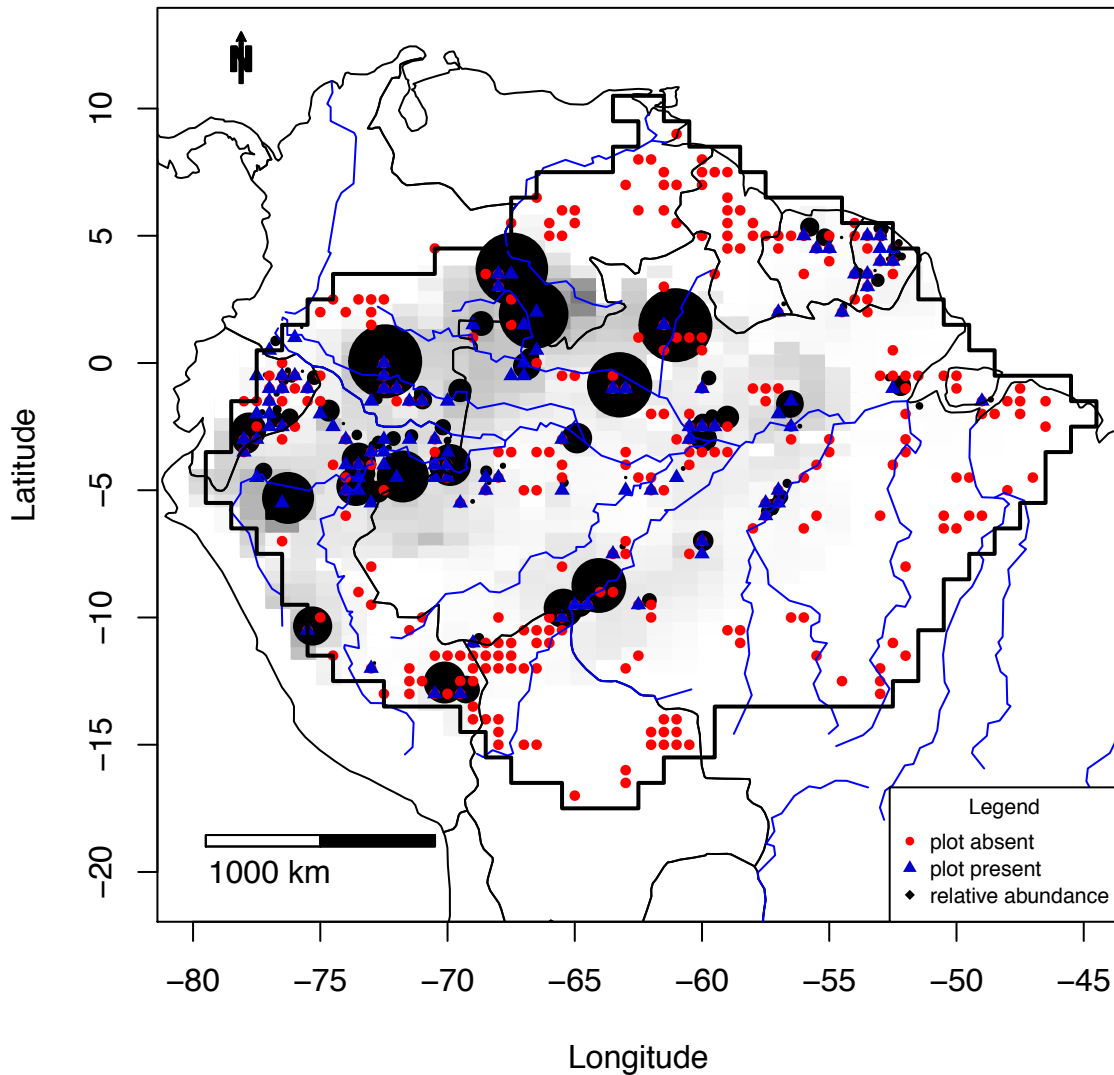 N
10
5
0
−5
−10
−15
−20
Latitude
1000 km
Legend
plot absent
plot present
relative abundance
−80
−75
−70
−65
−60
−55
−50
−45
Longitude